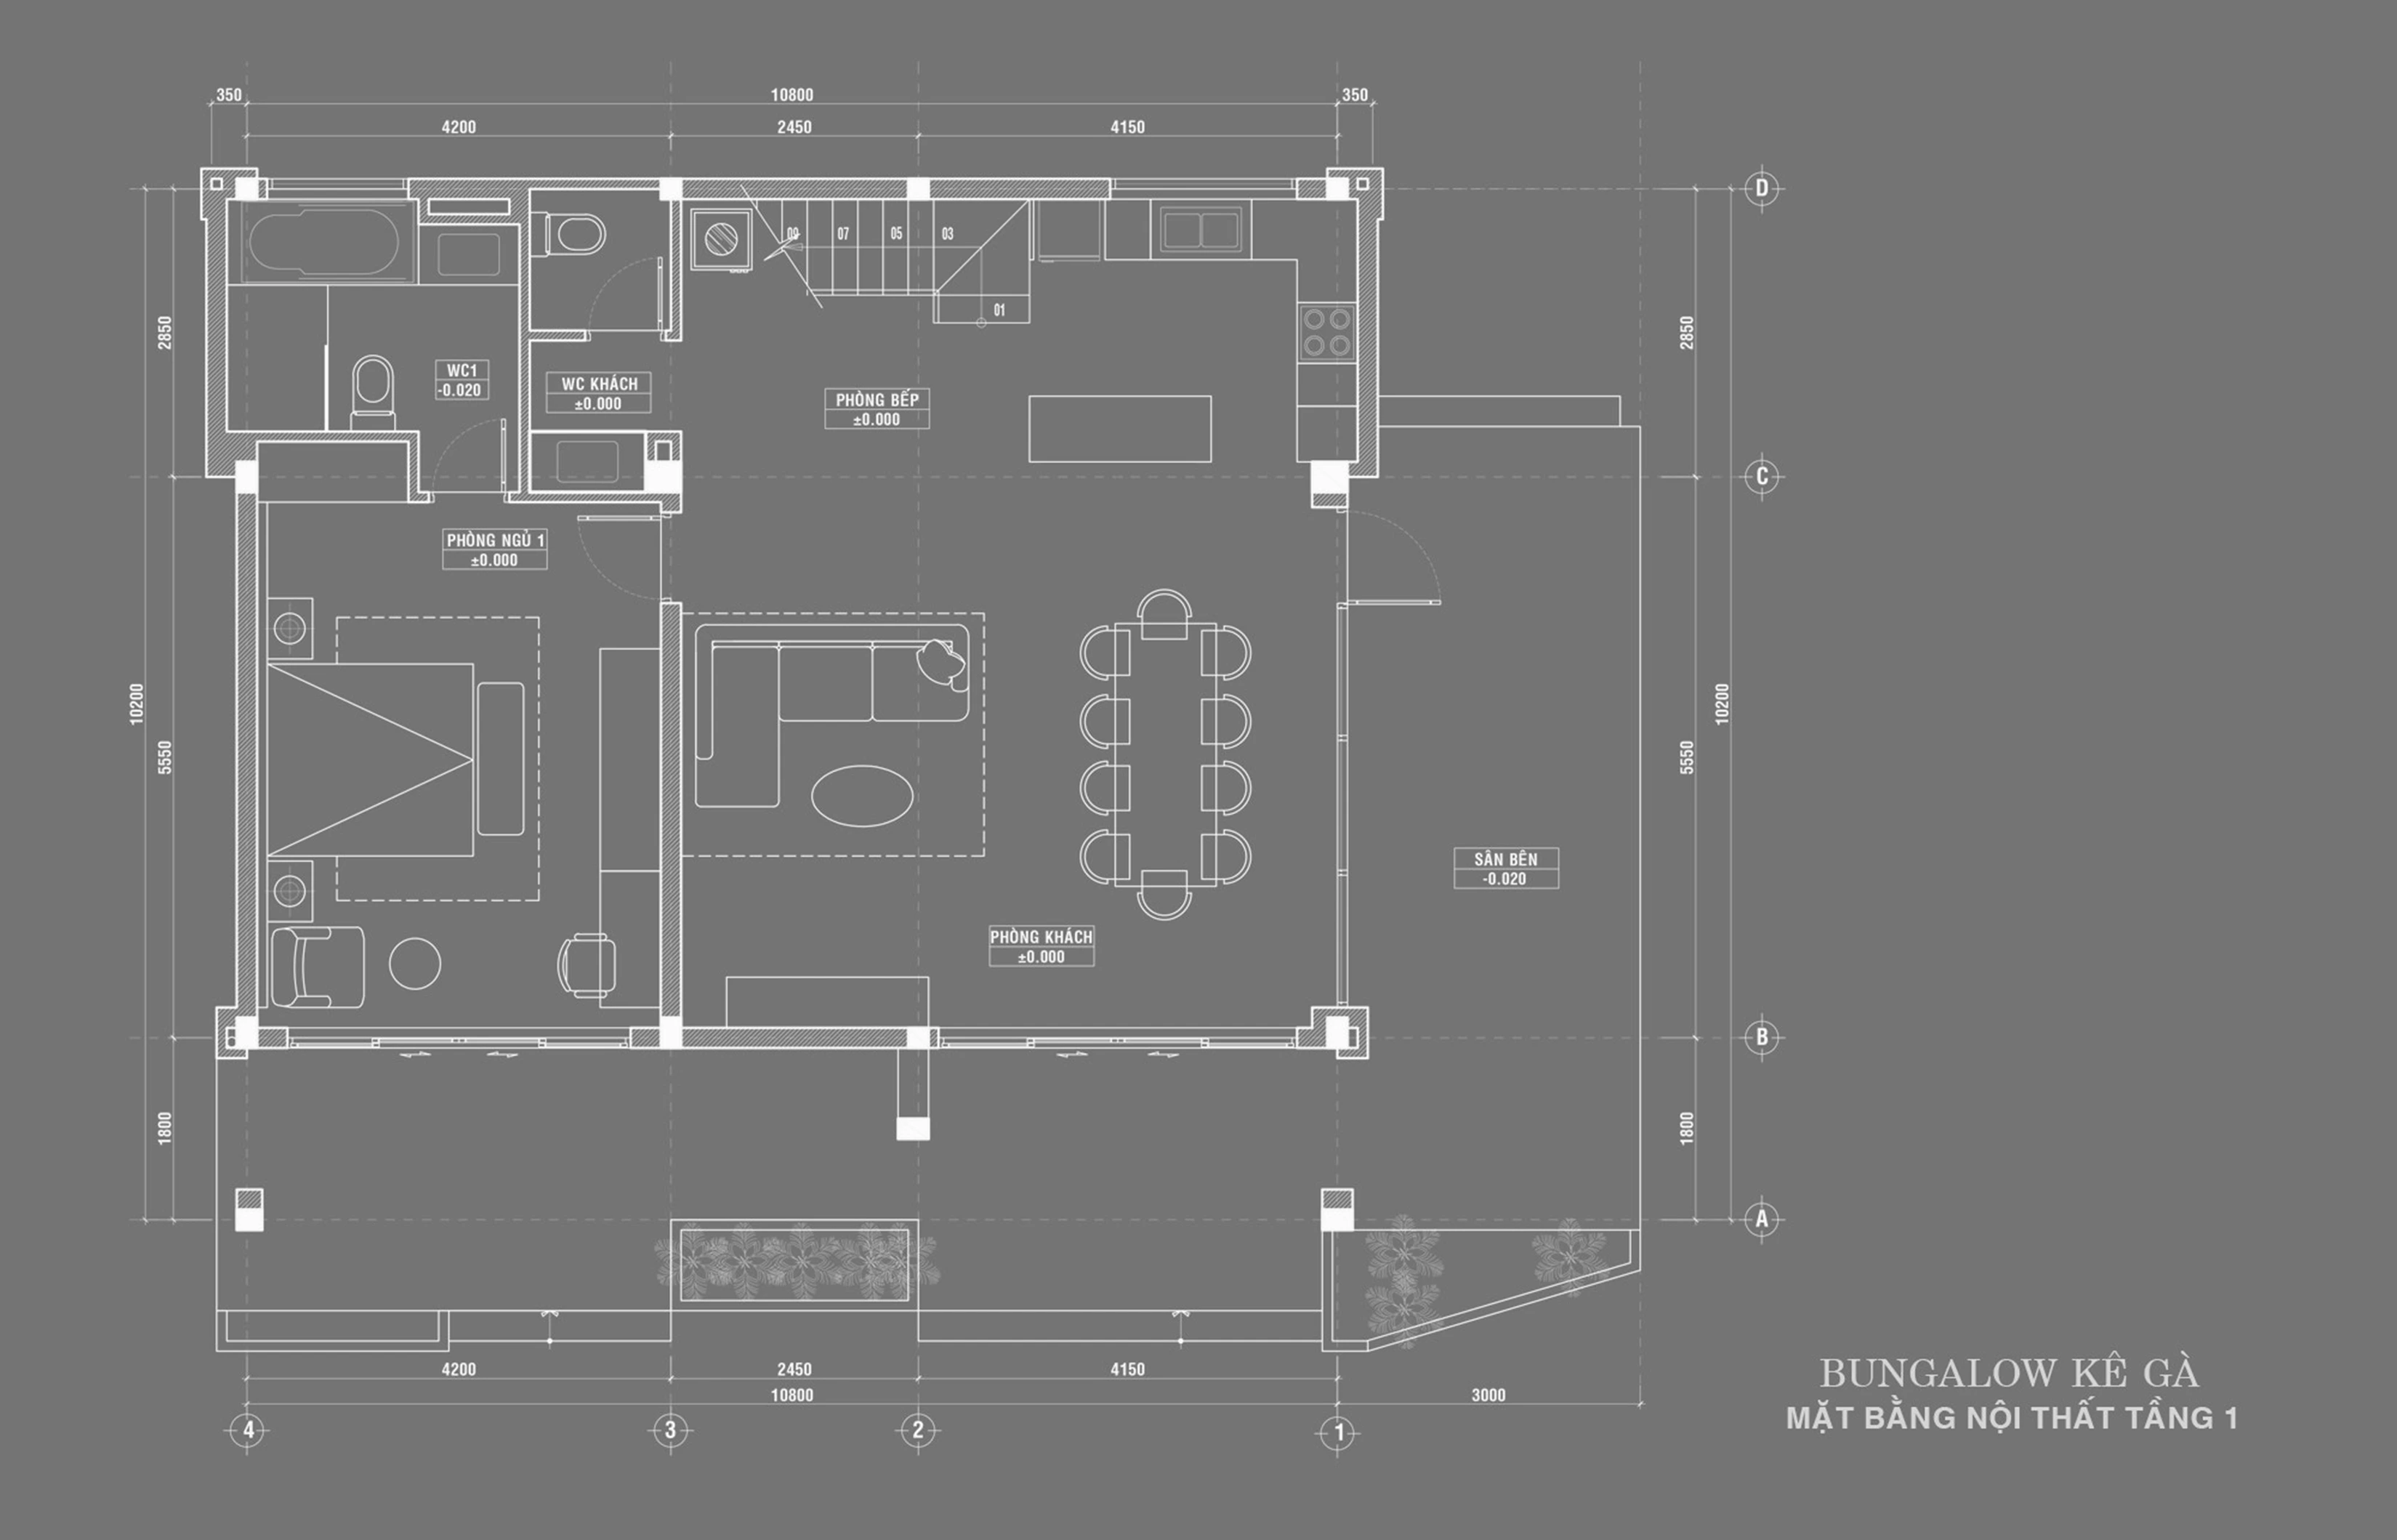 350
10800
350
4200
2450
4150
D
09
07
05
03
01
2850
2850
WC1
-0.020
WC KHÁCH
±0.000
PHÒNG BẾP
±0.000
C
PHÒNG NGỦ 1
±0.000
10200
5550
5550
10200
SÂN BÊN
-0.020
PHÒNG KHÁCH
±0.000
B
1800
1800
A
4200
2450
4150
10800
3000
4
3
2
1
BUNGALOW KÊ GÀ
MẶT BẰNG NỘI THẤT TẦNG 1